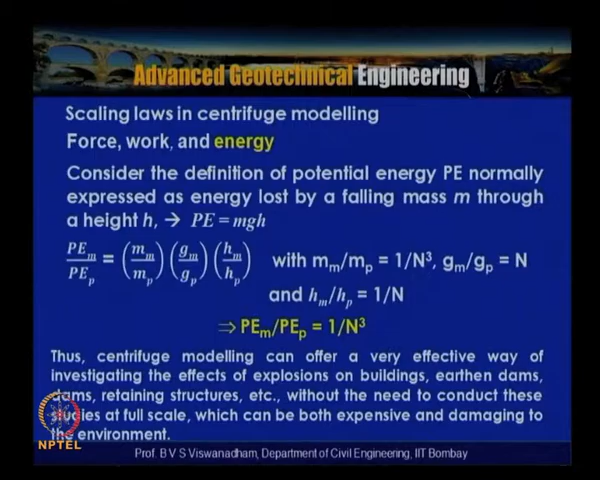 Advanced Geotechnical Engineering
Scaling laws in centrifuge modelling
Force, work, and energy
Consider the definition of potential energy PE normally
expressed as energy lost by a falling mass m through
a height h, → PE = mgh
PEm/PEp = (mm/mp)(gm/gp)(hm/hp) with mm/mp = 1/N³, gm/gp = N
and hm/hp = 1/N
⇒ PEm/PEp = 1/N³
Thus, centrifuge modelling can offer a very effective way of
investigating the effects of explosions on buildings, earthen dams,
dams, retaining structures, etc., without the need to conduct these
studies at full scale, which can be both expensive and damaging to
the environment.
NPTEL
Prof. B V S Viswanadham, Department of Civil Engineering, IIT Bombay